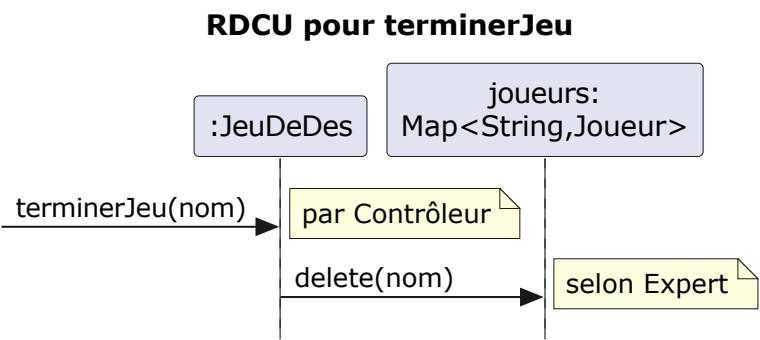 RDCU pour terminerJeu
:JeuDeDes
joueurs:
Map<String,Joueur>
terminerJeu(nom)
par Contrôleur
delete(nom)
selon Expert